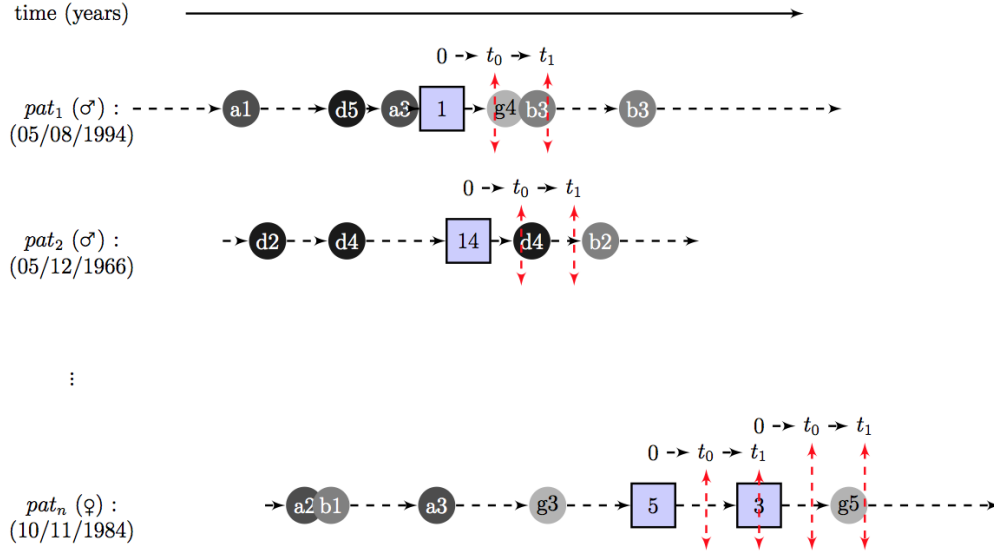 time (years)
0 t0 t1
pat1 (♂) : a1 d5 a3 1 g4 b3 b3
(05/08/1994)
0 t0 t1
pat2 (♂) : d2 d4 14 d4 b2
(05/12/1966)
⋮
0 t0 t1
0 t0 t1
patn (♀) : a2 b1 a3 g3 5 3 g5
(10/11/1984)